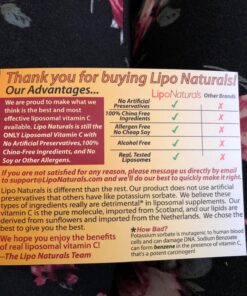 Thank you for buying Lipo Naturals!
Our Advantages...
LipoNaturals Other Brands
We are proud to make what we
think is the best and most
effective liposomal vitamin C
available. Lipo Naturals is still the
ONLY Liposomal Vitamin C with
No Artificial Preservatives, 100%
China-Free Ingredients, and No
Soy or Other Allergens.
No Artificial
Preservatives ✓ ✗
100% China Free
Ingredients ✓ ✗
Allergen Free
No Cheap Soy ✓ ✗
Alcohol Free ✓ ✗
Real, Tested
Liposomes ✓ ✗
If you are not satisfied for any reason, please message us directly by email
to support@LipoNaturals.com and we'll do our best to quickly make it right.
Lipo Naturals is different than the rest. Our product does not use artificial
preservatives that others have like potassium sorbate. We believe these
types of ingredients really are detrimental* in liposomal supplements. Our
vitamin C is the pure molecule, imported from Scotland, and our lipids are
derived from sunflowers and imported from the Netherlands. We chose the
best to give you the best.
We hope you enjoy the benefits
of real liposomal vitamin C!
—The Lipo Naturals Team
*How Bad?
Potassium sorbate is mutagenic to human blood
cells and can damage DNA. Sodium Benzoate
can form benzene in the presence of vitamin C,
that's a potent carcinogen!